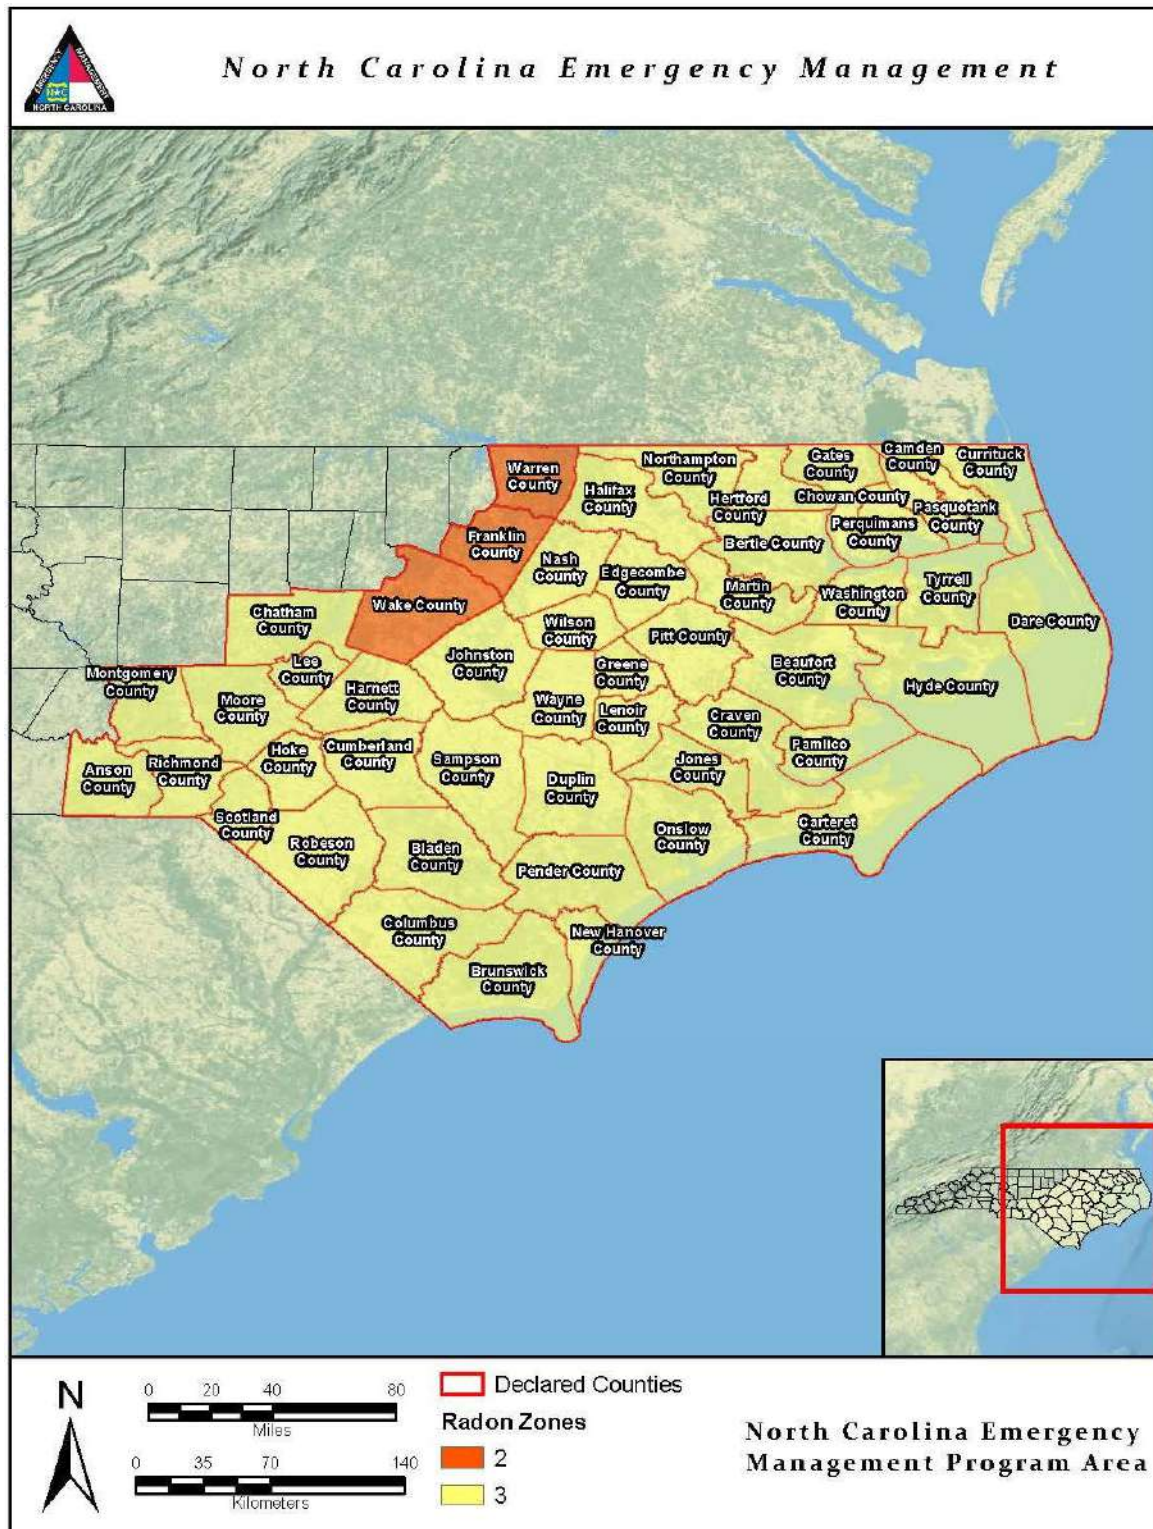 North Carolina Emergency Management
EMERGENCY
MANAGEMENT
N C
NORTH CAROLINA
Warren
County
Northampton
County
Gates
County
Camden
County
Currituck
County
Halifax
County
Hertford
County
Chowan County
Pasquotank
County
Franklin
County
Perquimans
County
Bertie County
Nash
County
Edgecombe
County
Martin
County
Washington
County
Tyrrell
County
Wake County
Chatham
County
Dare County
Wilson
County
Pitt County
Johnston
County
Lee
County
Greene
County
Beaufort
County
Montgomery
County
Harnett
County
Hyde County
Moore
County
Wayne
County
Lenoir
County
Craven
County
Hoke
County
Cumberland
County
Sampson
County
Pamlico
County
Anson
County
Richmond
County
Jones
County
Duplin
County
Scotland
County
Onslow
County
Carteret
County
Robeson
County
Bladen
County
Pender County
Columbus
County
New Hanover
County
Brunswick
County
N
0 20 40 80
Miles
0 35 70 140
Kilometers
Declared Counties
Radon Zones
2
3
North Carolina Emergency
Management Program Area